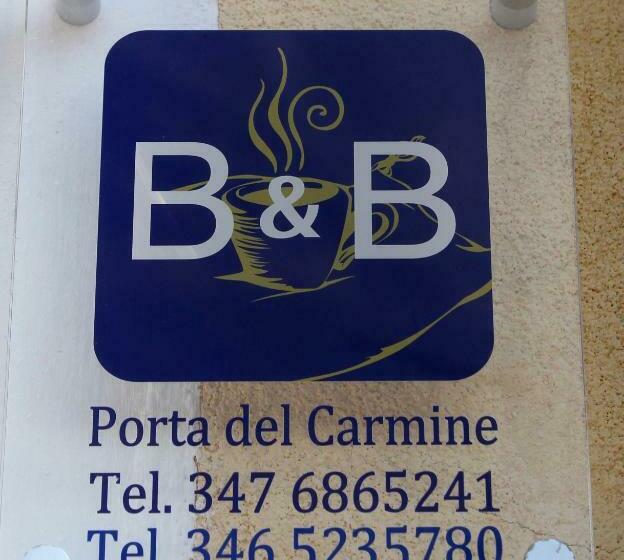 B & B
Porta del Carmine
Tel. 347 6865241
Tel. 346 5235780